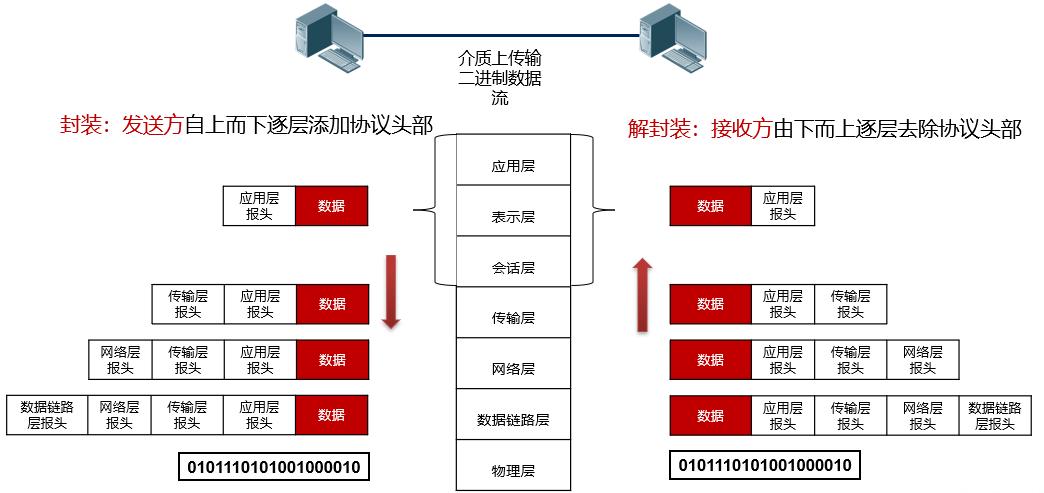 介质上传输
二进制数据
流
封装：发送方自上而下逐层添加协议头部
解封装：接收方由下而上逐层去除协议头部
应用层
报头
数据
传输层
报头
应用层
报头
数据
网络层
报头
传输层
报头
应用层
报头
数据
数据链路
层报头
网络层
报头
传输层
报头
应用层
报头
数据
0101110101001000010
应用层
表示层
会话层
传输层
网络层
数据链路层
物理层
数据
应用层
报头
数据
应用层
报头
传输层
报头
数据
应用层
报头
传输层
报头
网络层
报头
数据
应用层
报头
传输层
报头
网络层
报头
数据链路
层报头
0101110101001000010